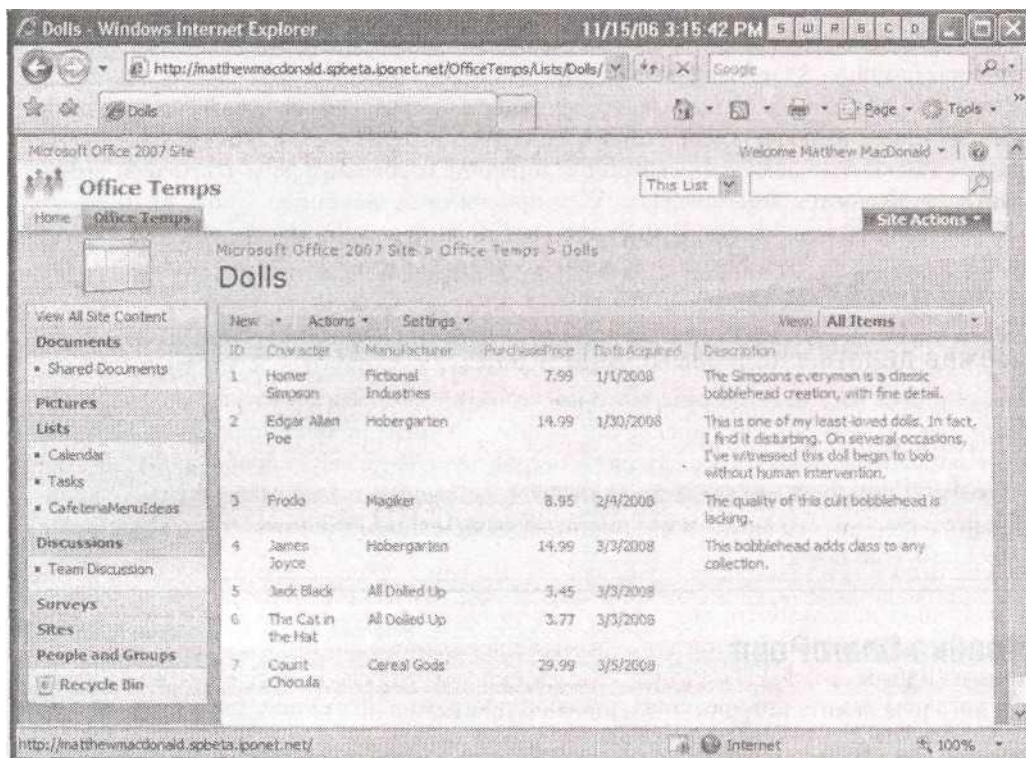 Dolls - Windows Internet Explorer 11/15/06 3:15:42 PM S W R B C D
http://matthewmacdonald.spbeta.iponet.net/OfficeTemps/Lists/Dolls/ Google
Dolls Page Tools
Microsoft Office 2007 Site Welcome Matthew MacDonald
Office Temps This List
Home Office Temps Site Actions
Microsoft Office 2007 Site > Office Temps > Dolls
Dolls
View All Site Content
Documents
Shared Documents
Pictures
Lists
Calendar
Tasks
CafeteriaMenuIdeas
Discussions
Team Discussion
Surveys
Sites
People and Groups
Recycle Bin
New Actions Settings View: All Items
ID Character Manufacturer PurchasePrice DateAcquired Description
1 Homer Simpson Fictional Industries 7.99 1/1/2008 The Simpsons everyman is a classic
bobblehead creation, with fine detail.
2 Edgar Allan Poe Hobergarten 14.99 1/30/2008 This is one of my least-loved dolls. In fact,
I find it disturbing. On several occasions,
I've witnessed this doll begin to bob
without human intervention.
3 Frodo Magiker 8.95 2/4/2008 The quality of this cult bobblehead is
lacking.
4 James Joyce Hobergarten 14.99 3/3/2008 This bobblehead adds class to any
collection.
5 Jack Black All Dolled Up 3.45 3/3/2008
6 The Cat in the Hat All Dolled Up 3.77 3/3/2008
7 Count Chocula Cereal Gods 29.99 3/5/2008
http://matthewmacdonald.spbeta.iponet.net/ Internet 100%